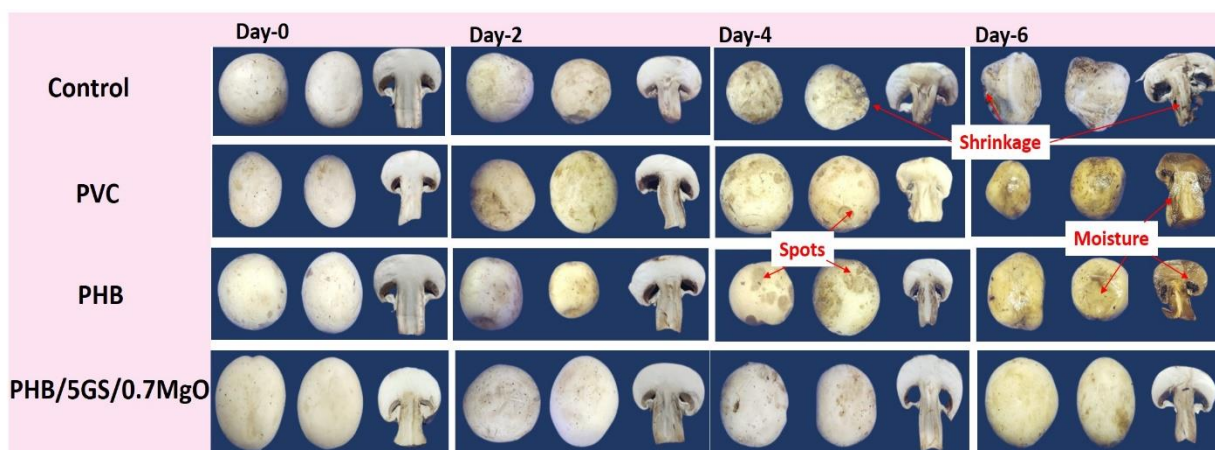 Day-0
Day-2
Day-4
Day-6
Control
Shrinkage
PVC
Spots
Moisture
PHB
PHB/5GS/0.7MgO